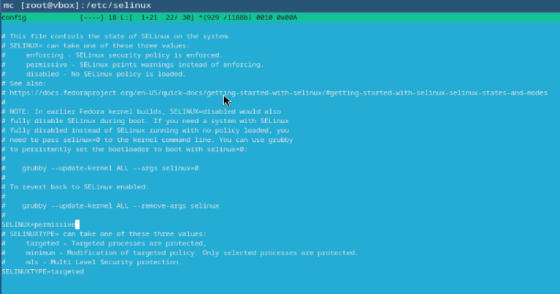 mc [root@vbox]:/etc/selinux
config [----] 18 L:[ 1+21 22/ 30] *(929 /1188b) 0010 0x00A
# This file controls the state of SELinux on the system.
# SELINUX= can take one of these three values:
# enforcing - SELinux security policy is enforced.
# permissive - SELinux prints warnings instead of enforcing.
# disabled - No SELinux policy is loaded.
# See also:
# https://docs.fedoraproject.org/en-US/quick-docs/getting-started-with-selinux/#getting-started-with-selinux-selinux-states-and-modes
#
# NOTE: In earlier Fedora kernel builds, SELINUX=disabled would also
# fully disable SELinux during boot. If you need a system with SELinux
# fully disabled instead of SELinux running with no policy loaded, you
# need to pass selinux=0 to the kernel command line. You can use grubby
# to persistently set the bootloader to boot with selinux=0:
#
# grubby --update-kernel ALL --args selinux=0
#
# To revert back to SELinux enabled:
#
# grubby --update-kernel ALL --remove-args selinux
#
SELINUX=permissive
# SELINUXTYPE= can take one of these three values:
# targeted - Targeted processes are protected,
# minimum - Modification of targeted policy. Only selected processes are protected.
# mls - Multi Level Security protection.
SELINUXTYPE=targeted